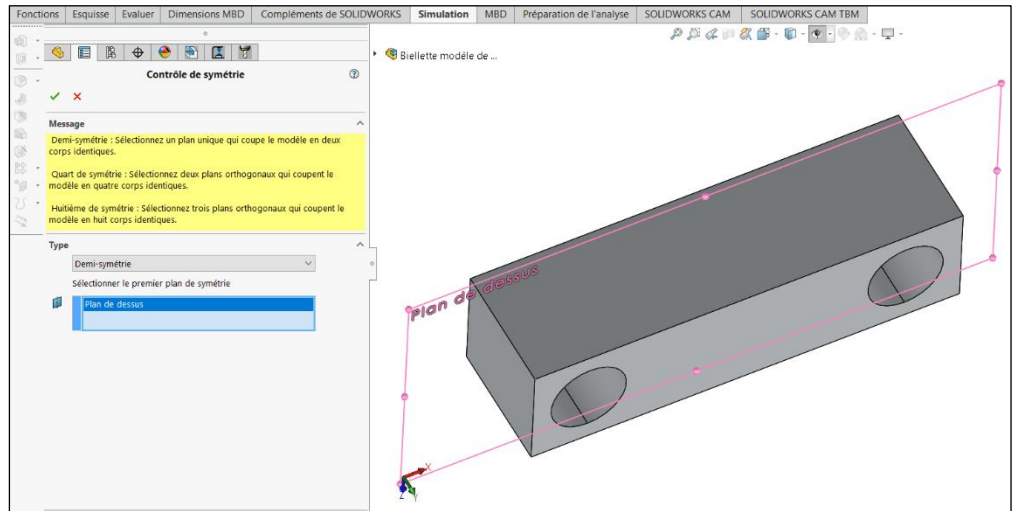 Fonctions Esquisse Evaluer Dimensions MBD Compléments de SOLIDWORKS Simulation MBD Préparation de l'analyse SOLIDWORKS CAM SOLIDWORKS CAM TBM
Biellette modéle de ...
Contrôle de symétrie
Message
Demi-symétrie : Sélectionnez un plan unique qui coupe le modèle en deux
corps identiques.
Quart de symétrie : Sélectionnez deux plans orthogonaux qui coupent le
modèle en quatre corps identiques.
Huitième de symétrie : Sélectionnez trois plans orthogonaux qui coupent le
modèle en huit corps identiques.
Type
Demi-symétrie
Sélectionner le premier plan de symétrie
Plan de dessus
Plan de dessus
X
Z
Y